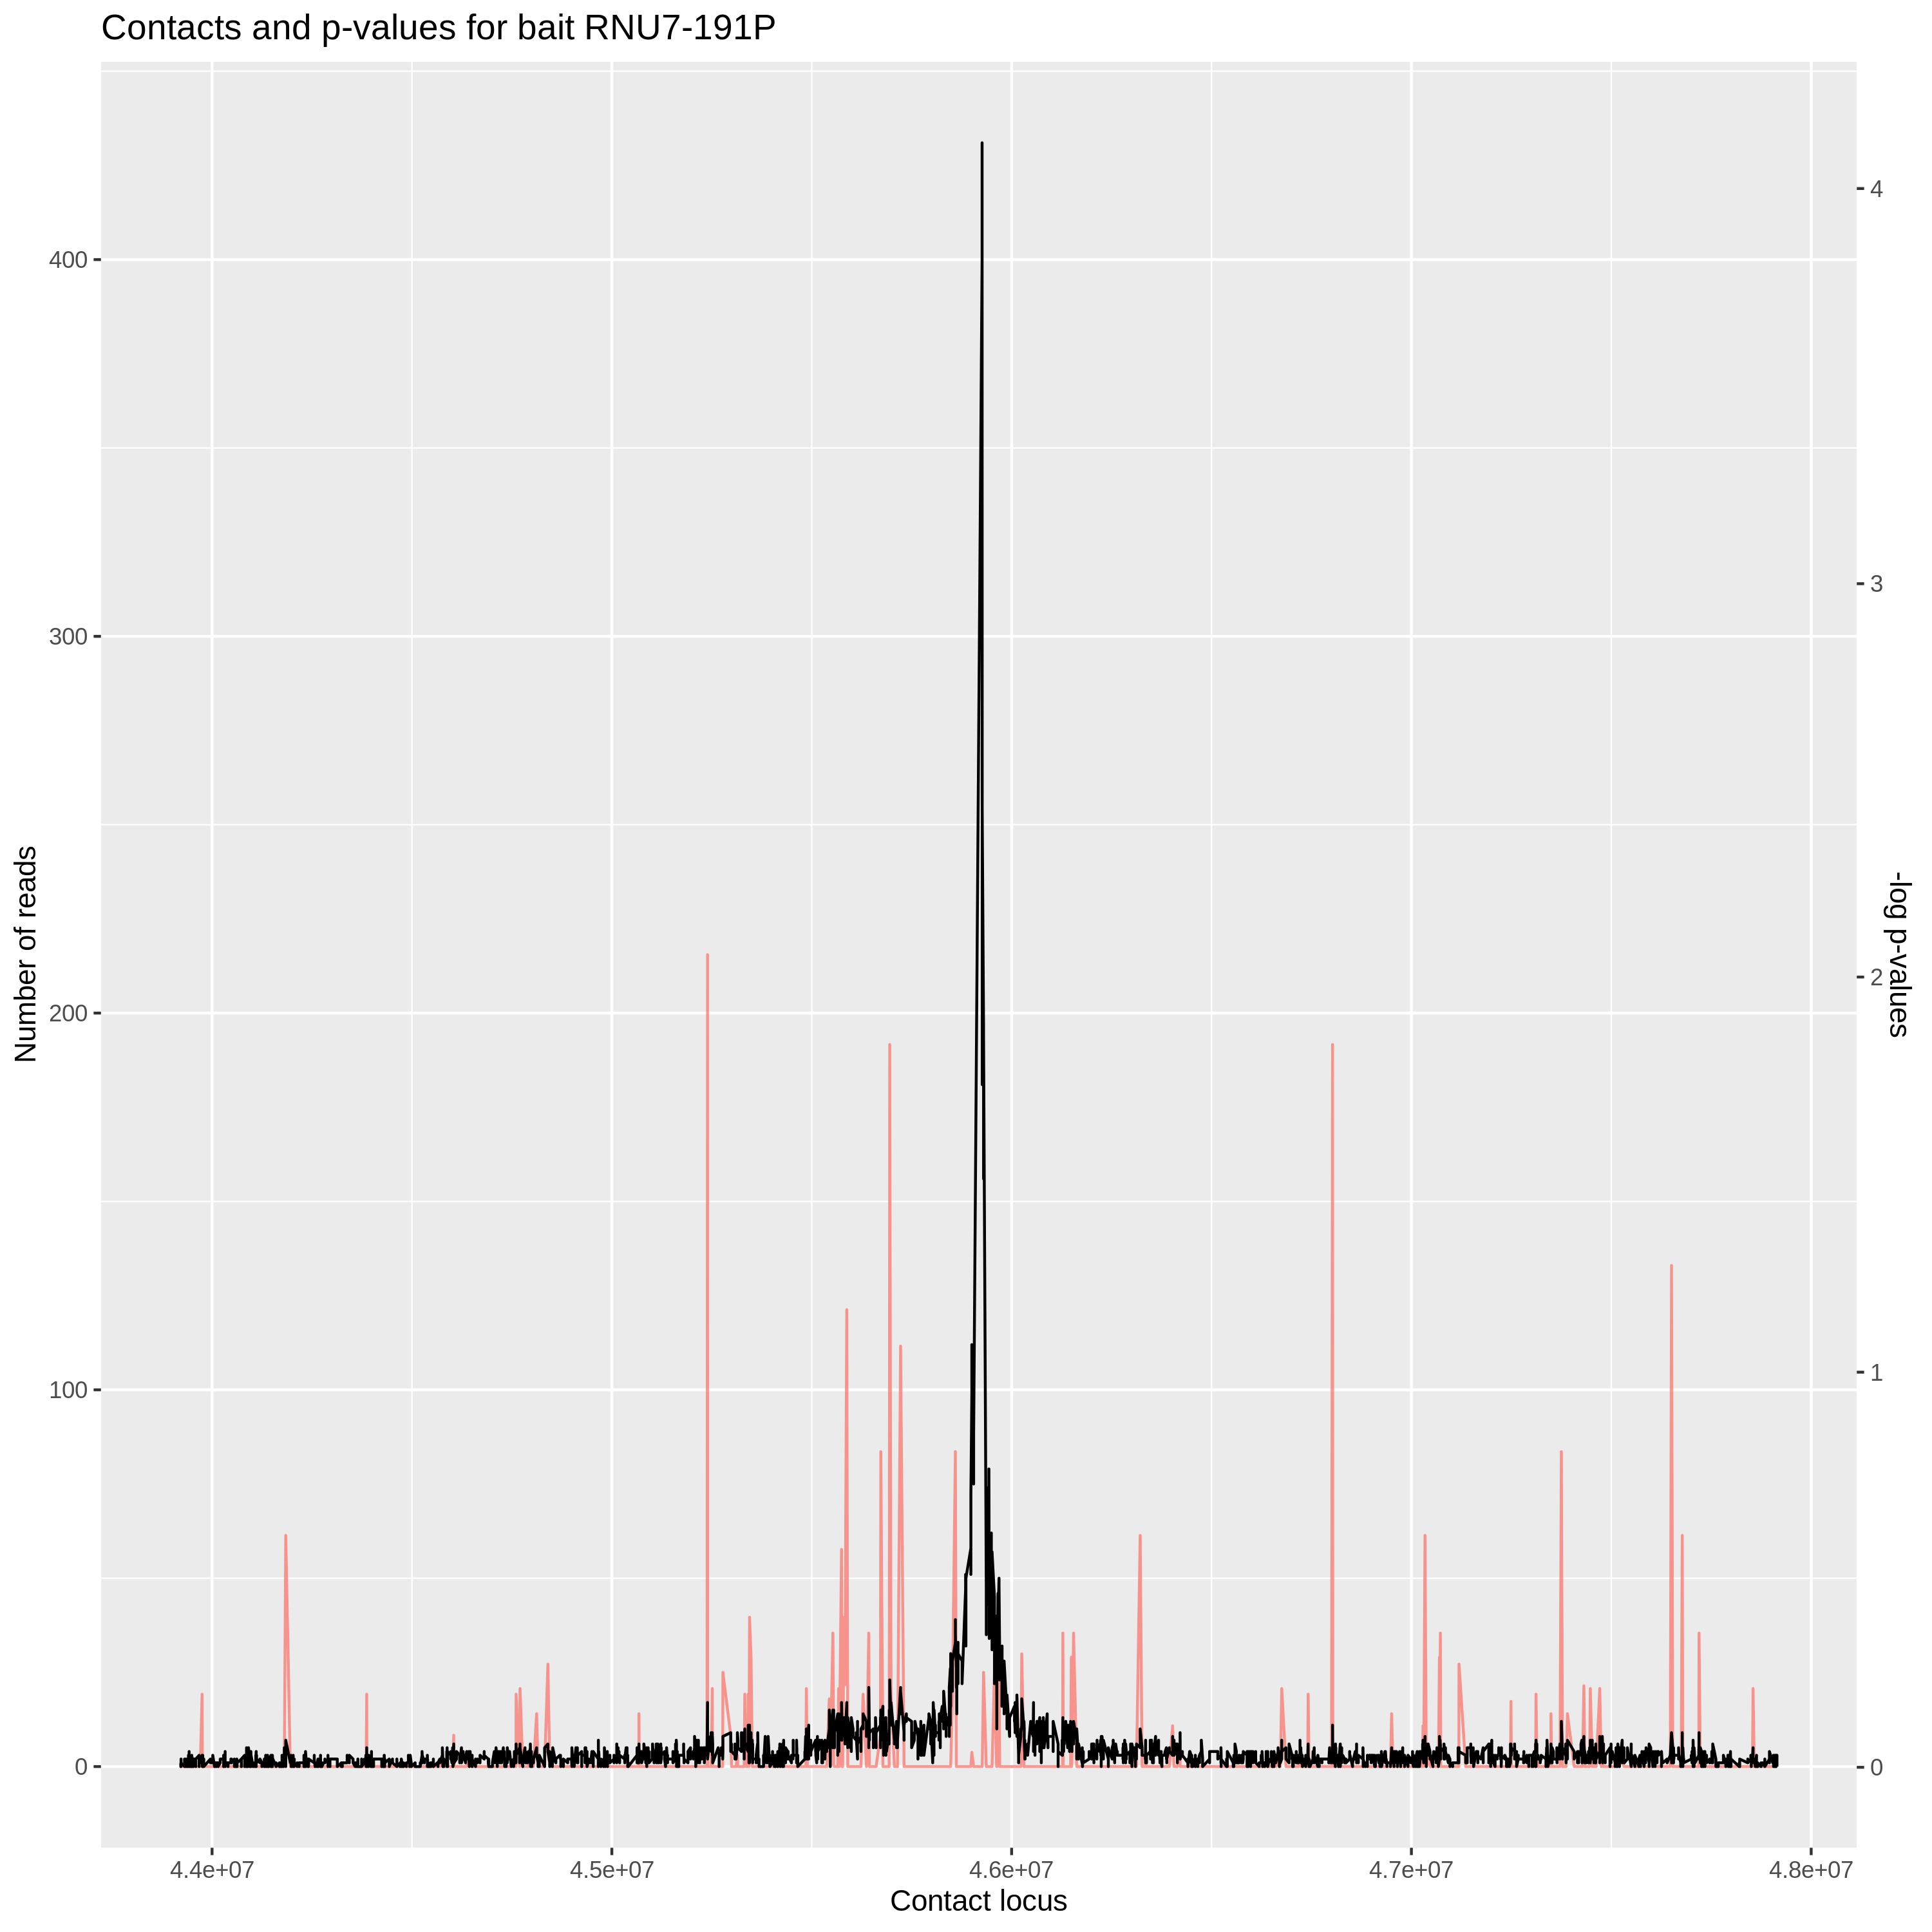 Contacts and p-values for bait RNU7-191P
Number of reads
400
300
200
100
0
4
3
2
1
0
-log p-values
4.4e+07
4.5e+07
4.6e+07
4.7e+07
4.8e+07
Contact locus